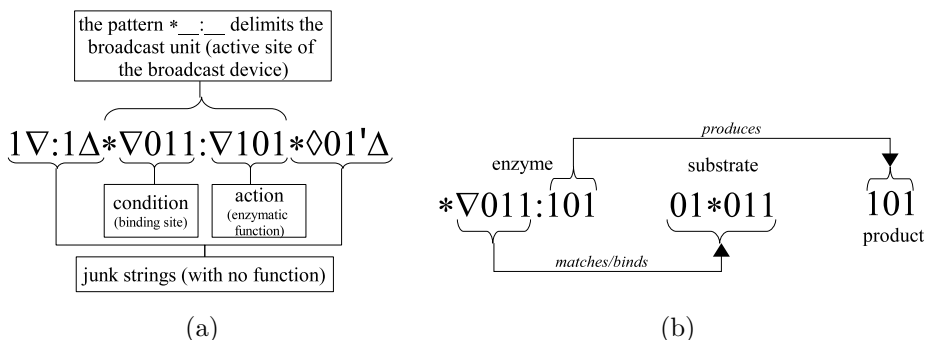 the pattern *__:__ delimits the
broadcast unit (active site of
the broadcast device)
1∇:1Δ*∇011:∇101*◊01'Δ
condition
(binding site)
action
(enzymatic
function)
junk strings (with no function)
(a)
produces
enzyme
substrate
*∇011:101
01*011
101
product
matches/binds
(b)